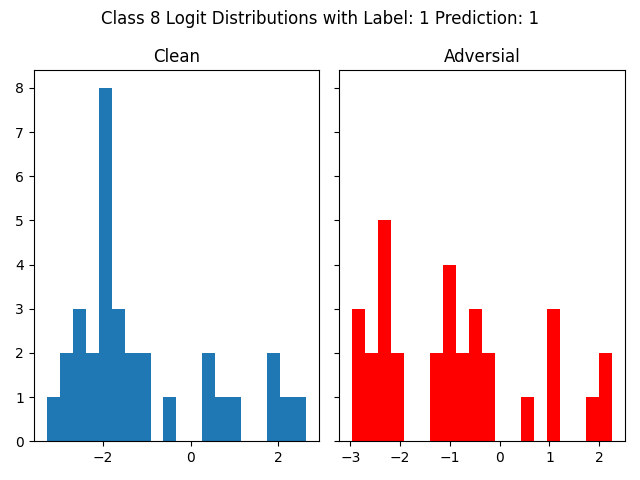 Class 8 Logit Distributions with Label: 1 Prediction: 1
Clean
Adversial
8
7
6
5
4
3
2
1
0
−2 0 2
−3 −2 −1 0 1 2